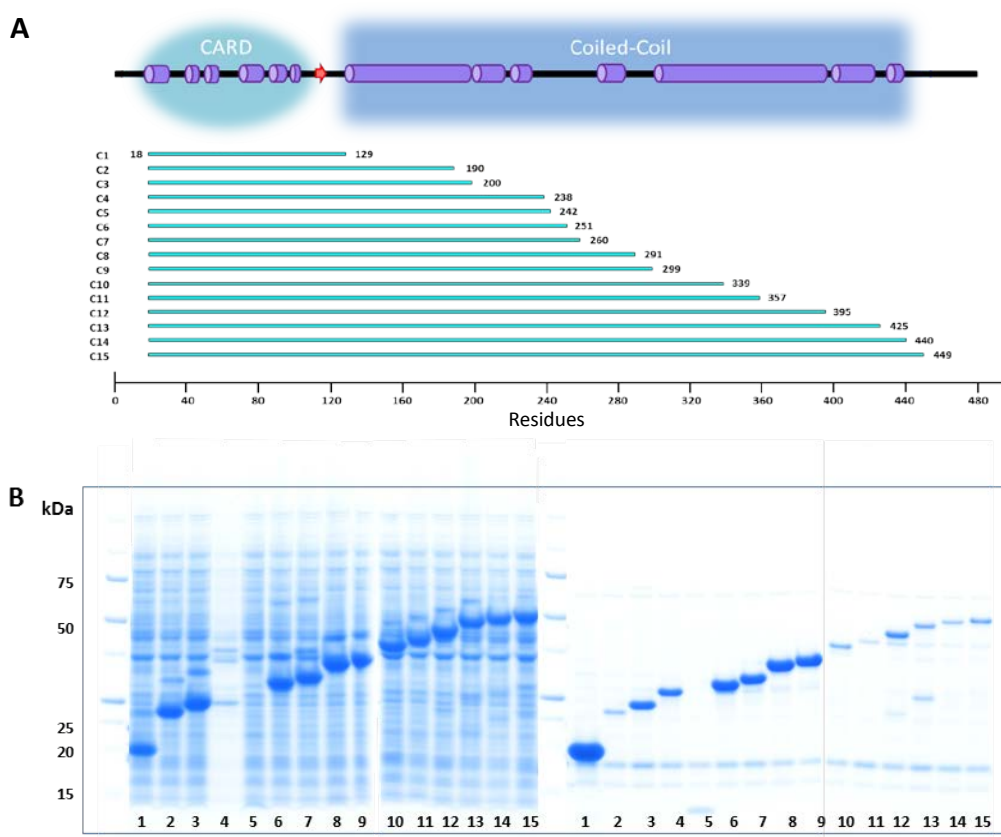 A
CARD
Coiled-Coil
C1 18 129
C2 190
C3 200
C4 238
C5 242
C6 251
C7 260
C8 291
C9 299
C10 339
C11 357
C12 395
C13 425
C14 440
C15 449
0 40 80 120 160 200 240 280 320 360 400 440 480
Residues
B
kDa
75
50
25
20
15
1 2 3 4 5 6 7 8 9 10 11 12 13 14 15 1 2 3 4 5 6 7 8 9 10 11 12 13 14 15